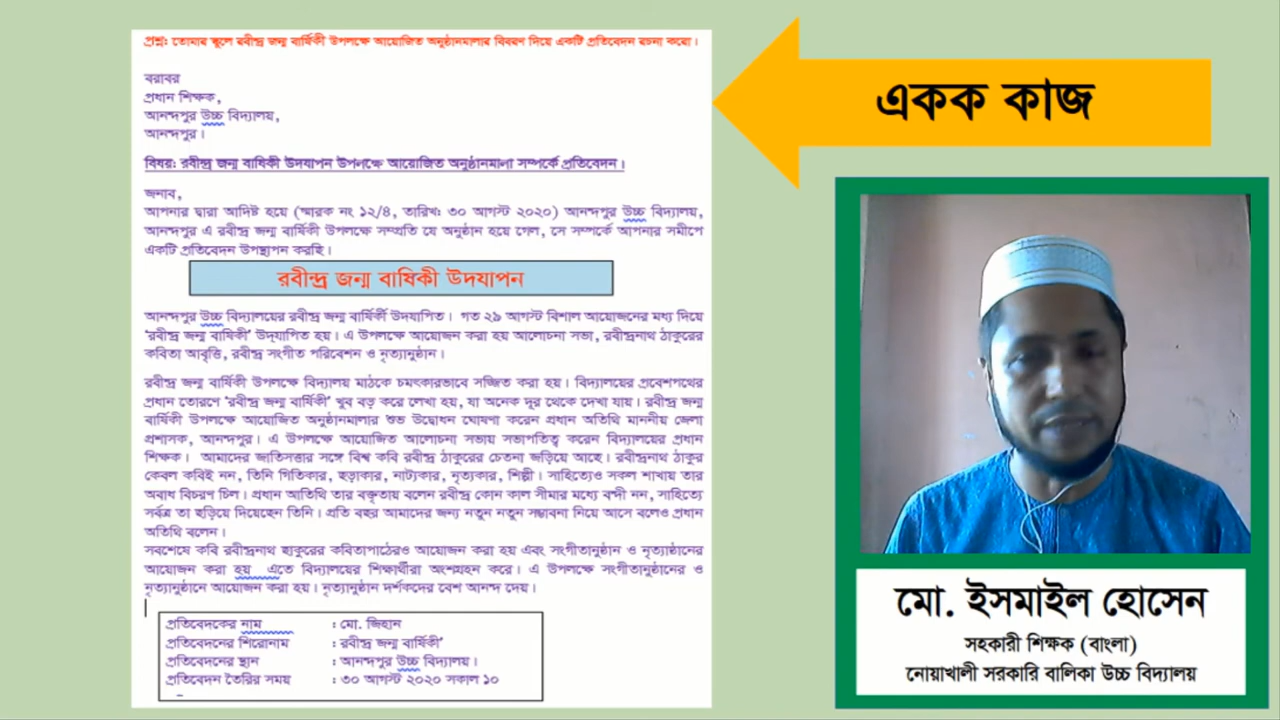 প্রশ্ন: তোমার স্কুলে রবীন্দ্র জন্ম বার্ষিকী উপলক্ষে আয়োজিত অনুষ্ঠানমালার বিবরণ দিয়ে একটি প্রতিবেদন রচনা করো।
বরাবর
প্রধান শিক্ষক,
আনন্দপুর উচ্চ বিদ্যালয়,
আনন্দপুর।
বিষয়: রবীন্দ্র জন্ম বাষিকী উদযাপন উপলক্ষে আয়োজিত অনুষ্ঠানমালা সম্পর্কে প্রতিবেদন।
জনাব,
আপনার দ্বারা আদিষ্ট হয়ে (স্মারক নং ১২/৪, তারিখ: ৩০ আগস্ট ২০২০) আনন্দপুর উচ্চ বিদ্যালয়,
আনন্দপুর এ রবীন্দ্র জন্ম বার্ষিকী উপলক্ষে সম্প্রতি যে অনুষ্ঠান হয়ে গেল, সে সম্পর্কে আপনার সমীপে
একটি প্রতিবেদন উপস্থাপন করছি।
রবীন্দ্র জন্ম বাষিকী উদযাপন
আনন্দপুর উচ্চ বিদ্যালয়ের রবীন্দ্র জন্ম বার্ষিকী উদযাপিত। গত ২৯ আগস্ট বিশাল আয়োজনের মধ্য দিয়ে
‘রবীন্দ্র জন্ম বাষিকী’ উদ্‌যাপিত হয়। এ উপলক্ষে আয়োজন করা হয় আলোচনা সভা, রবীন্দ্রনাথ ঠাকুরের
কবিতা আবৃত্তি, রবীন্দ্র সংগীত পরিবেশন ও নৃত্যানুষ্ঠান।
রবীন্দ্র জন্ম বার্ষিকী উপলক্ষে বিদ্যালয় মাঠকে চমৎকারভাবে সজ্জিত করা হয়। বিদ্যালয়ের প্রবেশপথের
প্রধান তোরণে ‘রবীন্দ্র জন্ম বার্ষিকী’ খুব বড় করে লেখা হয়, যা অনেক দূর থেকে দেখা যায়। রবীন্দ্র জন্ম
বার্ষিকী উপলক্ষে আয়োজিত অনুষ্ঠানমালার শুভ উদ্বোধন ঘোষণা করেন প্রধান অতিথি মাননীয় জেলা
প্রশাসক, আনন্দপুর। এ উপলক্ষে আয়োজিত আলোচনা সভায় সভাপতিত্ব করেন বিদ্যালয়ের প্রধান
শিক্ষক। আমাদের জাতিসত্তার সঙ্গে বিশ্ব কবি রবীন্দ্র ঠাকুরের চেতনা জড়িয়ে আছে। রবীন্দ্রনাথ ঠাকুর
কেবল কবিই নন, তিনি গিতিকার, ছড়াকার, নাট্যকার, নৃত্যকার, শিল্পী। সাহিত্যেও সকল শাখায় তার
অবাধ বিচরণ চিল। প্রধান আতিথি তার বক্তৃতায় বলেন রবীন্দ্র কোন কাল সীমার মধ্যে বন্দী নন, সাহিত্যে
সর্বত্র তা ছড়িয়ে দিয়েছেন তিনি। প্রতি বছর আমাদের জন্য নতুন নতুন সম্ভাবনা নিয়ে আসে বলেও প্রধান
অতিথি বলেন।
সবশেষে কবি রবীন্দ্রনাথ ছাকুরের কবিতাপাঠেরও আয়োজন করা হয় এবং সংগীতানুষ্ঠান ও নৃত্যাষ্ঠানের
আয়োজন করা হয় এতে বিদ্যালয়ের শিক্ষার্থীরা অংশগ্রহন করে। এ উপলক্ষে সংগীতানুষ্ঠানের ও
নৃত্যানুষ্ঠানে আয়োজন করা হয়। নৃত্যানুষ্ঠান দর্শকদের বেশ আনন্দ দেয়।
প্রতিবেদকের নাম : মো. জিহান
প্রতিবেদনের শিরোনাম : রবীন্দ্র জন্ম বার্ষিকী’
প্রতিবেদনের স্থান : আনন্দপুর উচ্চ বিদ্যালয়।
প্রতিবেদন তৈরির সময় : ৩০ আগস্ট ২০২০ সকাল ১০
একক কাজ
মো. ইসমাইল হোসেন
সহকারী শিক্ষক (বাংলা)
নোয়াখালী সরকারি বালিকা উচ্চ বিদ্যালয়